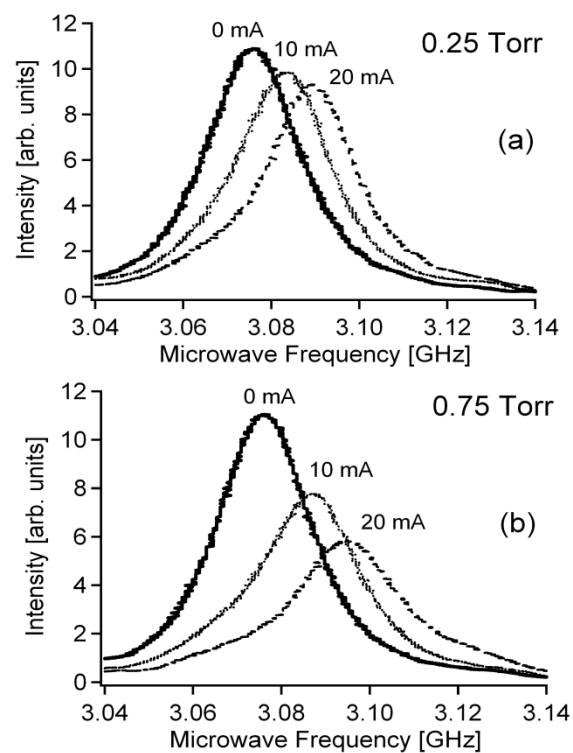 12
10
8
6
4
2
0
Intensity [arb. units]
0 mA
10 mA
20 mA
0.25 Torr
(a)
3.04 3.06 3.08 3.10 3.12 3.14
Microwave Frequency [GHz]
12
10
8
6
4
2
0
Intensity [arb. units]
0 mA
10 mA
20 mA
0.75 Torr
(b)
3.04 3.06 3.08 3.10 3.12 3.14
Microwave Frequency [GHz]